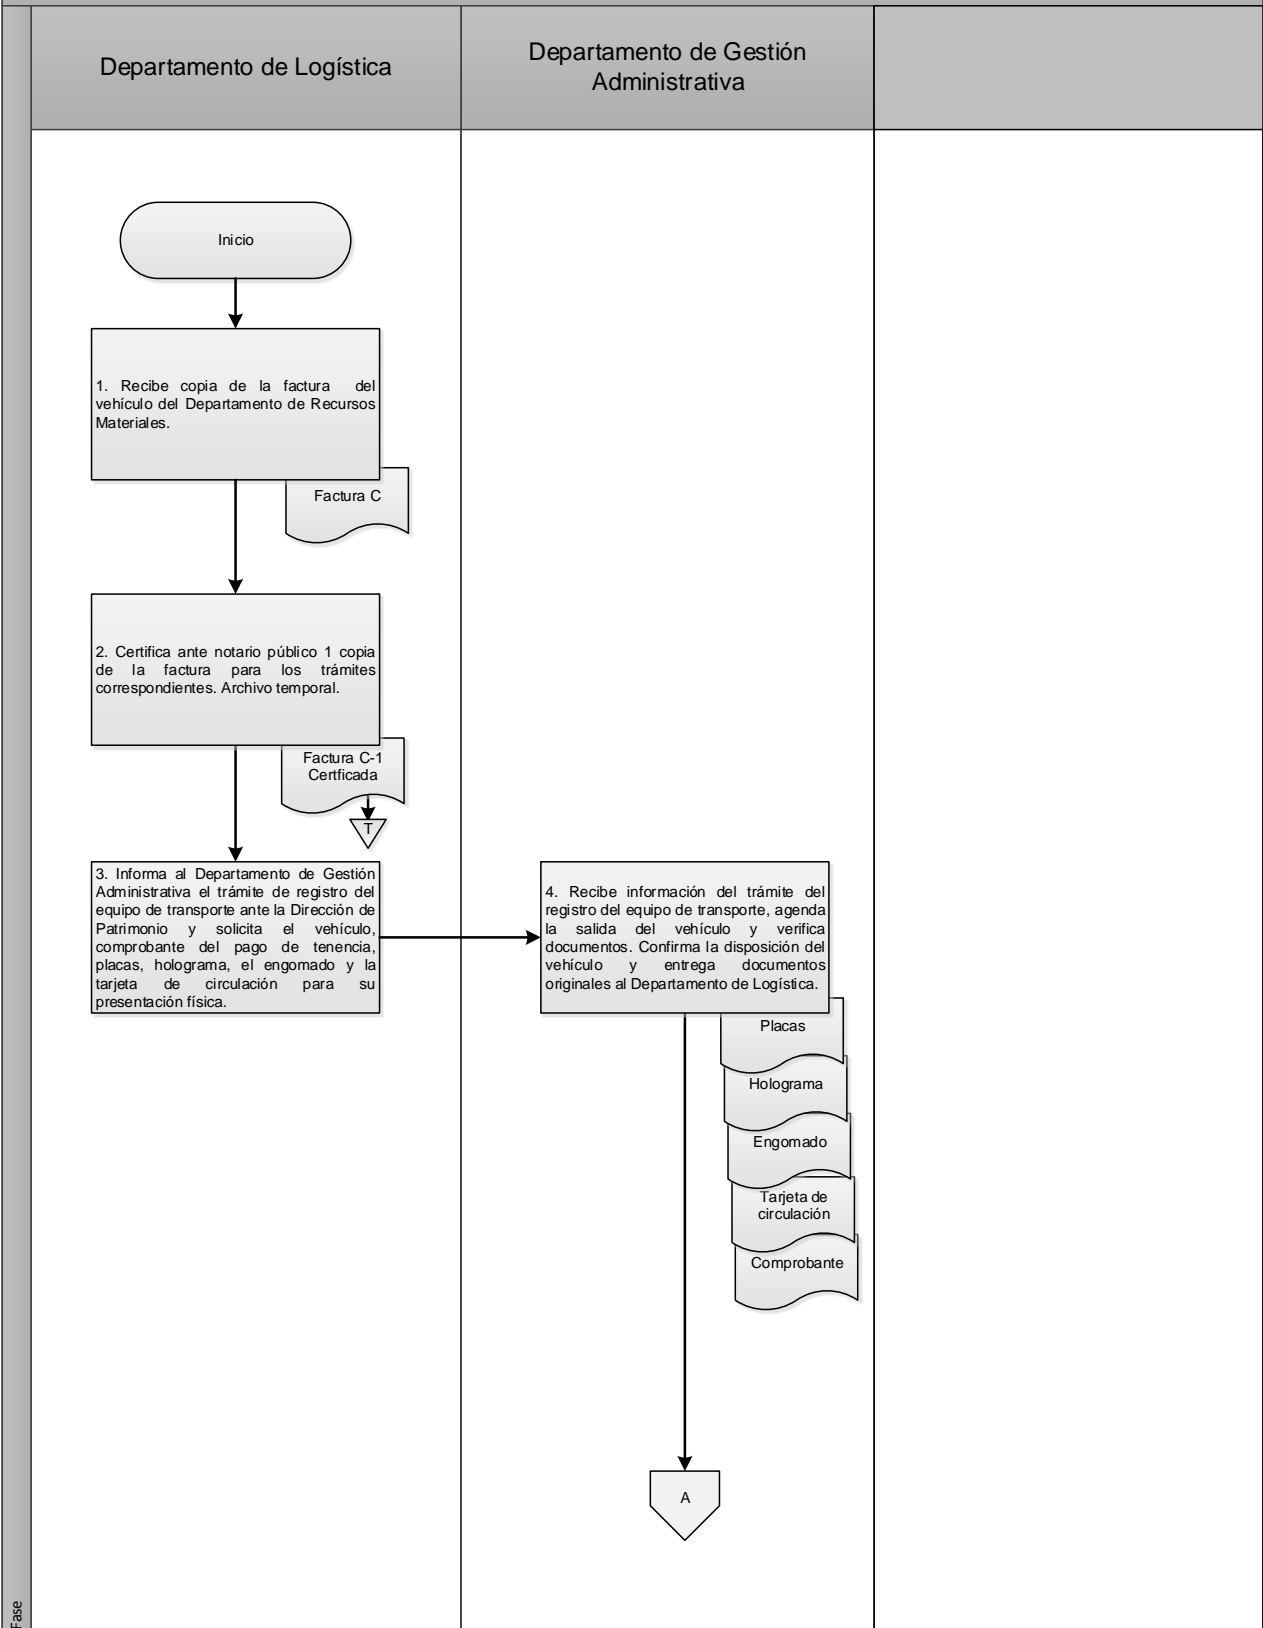 Departamento de Logística
Departamento de Gestión
Administrativa
Inicio
1. Recibe copia de la factura del
vehículo del Departamento de Recursos
Materiales.
Factura C
2. Certifica ante notario público 1 copia
de la factura para los trámites
correspondientes. Archivo temporal.
Factura C-1
Certficada
T
3. Informa al Departamento de Gestión
Administrativa el trámite de registro del
equipo de transporte ante la Dirección de
Patrimonio y solicita el vehículo,
comprobante del pago de tenencia,
placas, holograma, el engomado y la
tarjeta de circulación para su
presentación física.
4. Recibe información del trámite del
registro del equipo de transporte, agenda
la salida del vehículo y verifica
documentos. Confirma la disposición del
vehículo y entrega documentos
originales al Departamento de Logística.
Placas
Holograma
Engomado
Tarjeta de
circulación
Comprobante
A
Fase